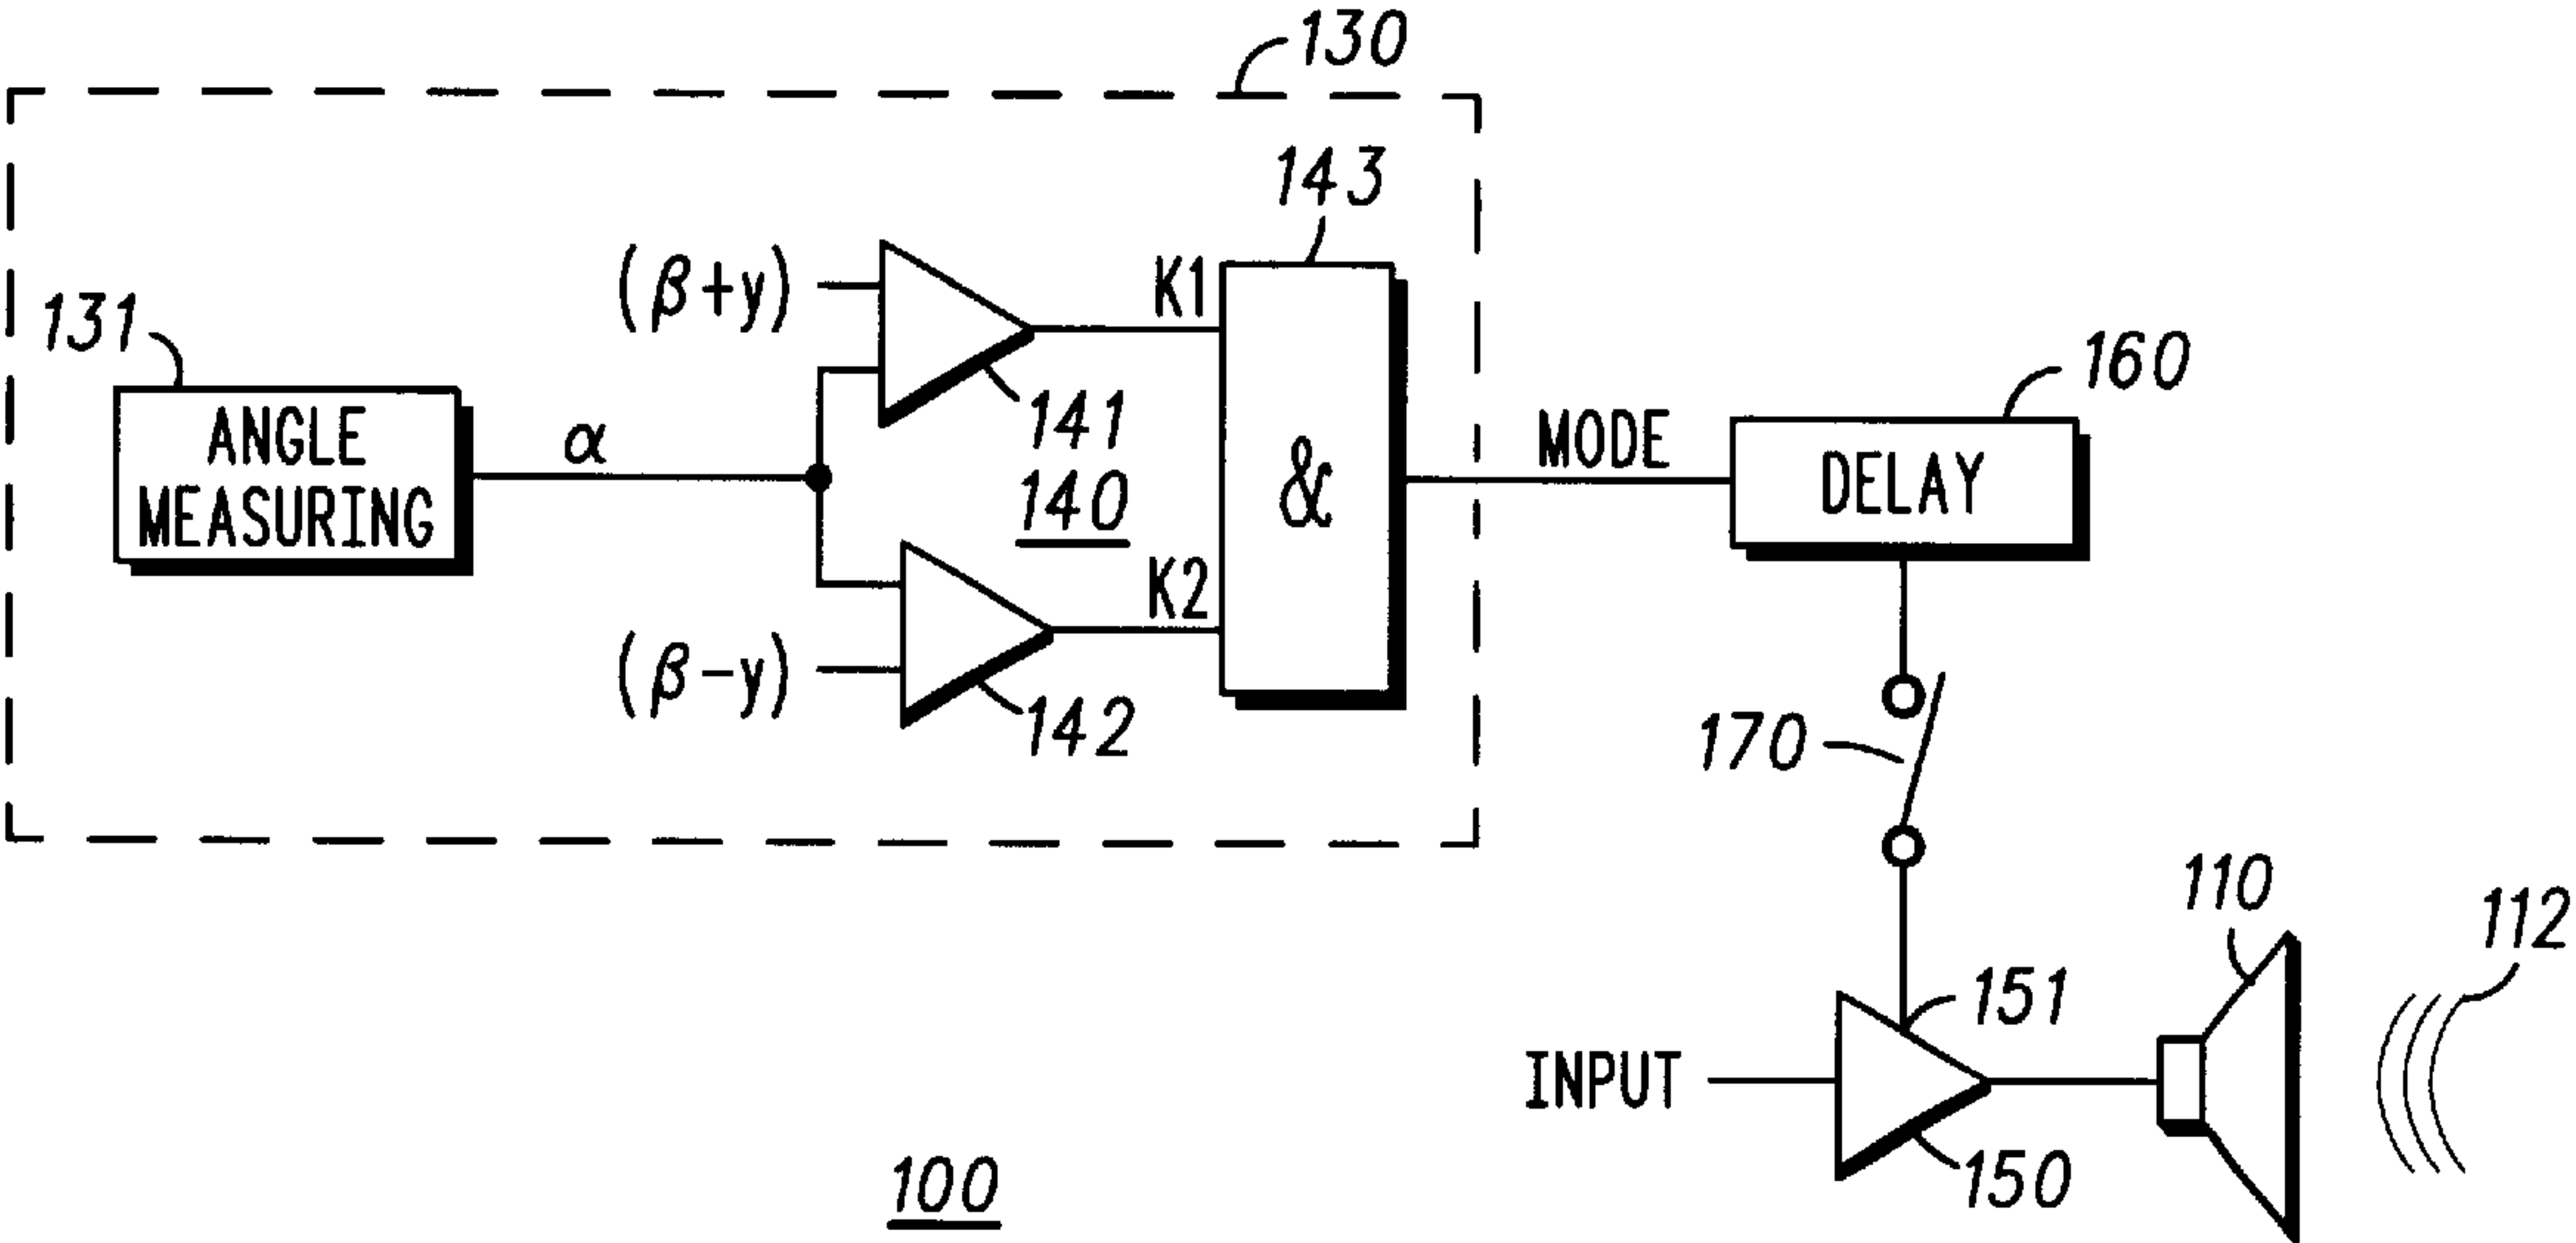 130
143
(β+y)
K1
131
160
ANGLE
MEASURING
α
141
140
&
MODE
DELAY
K2
(β-y)
142
170
110
112
151
INPUT
150
100